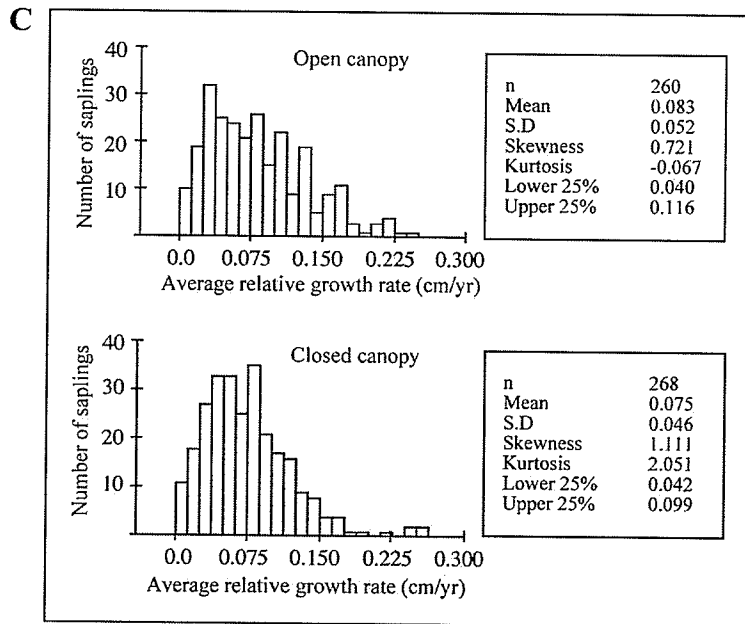 C
Open canopy
Number of saplings
40
30
20
10
0.0 0.075 0.150 0.225 0.300
Average relative growth rate (cm/yr)
n 260
Mean 0.083
S.D 0.052
Skewness 0.721
Kurtosis -0.067
Lower 25% 0.040
Upper 25% 0.116
Closed canopy
Number of saplings
40
30
20
10
0.0 0.075 0.150 0.225 0.300
Average relative growth rate (cm/yr)
n 268
Mean 0.075
S.D 0.046
Skewness 1.111
Kurtosis 2.051
Lower 25% 0.042
Upper 25% 0.099